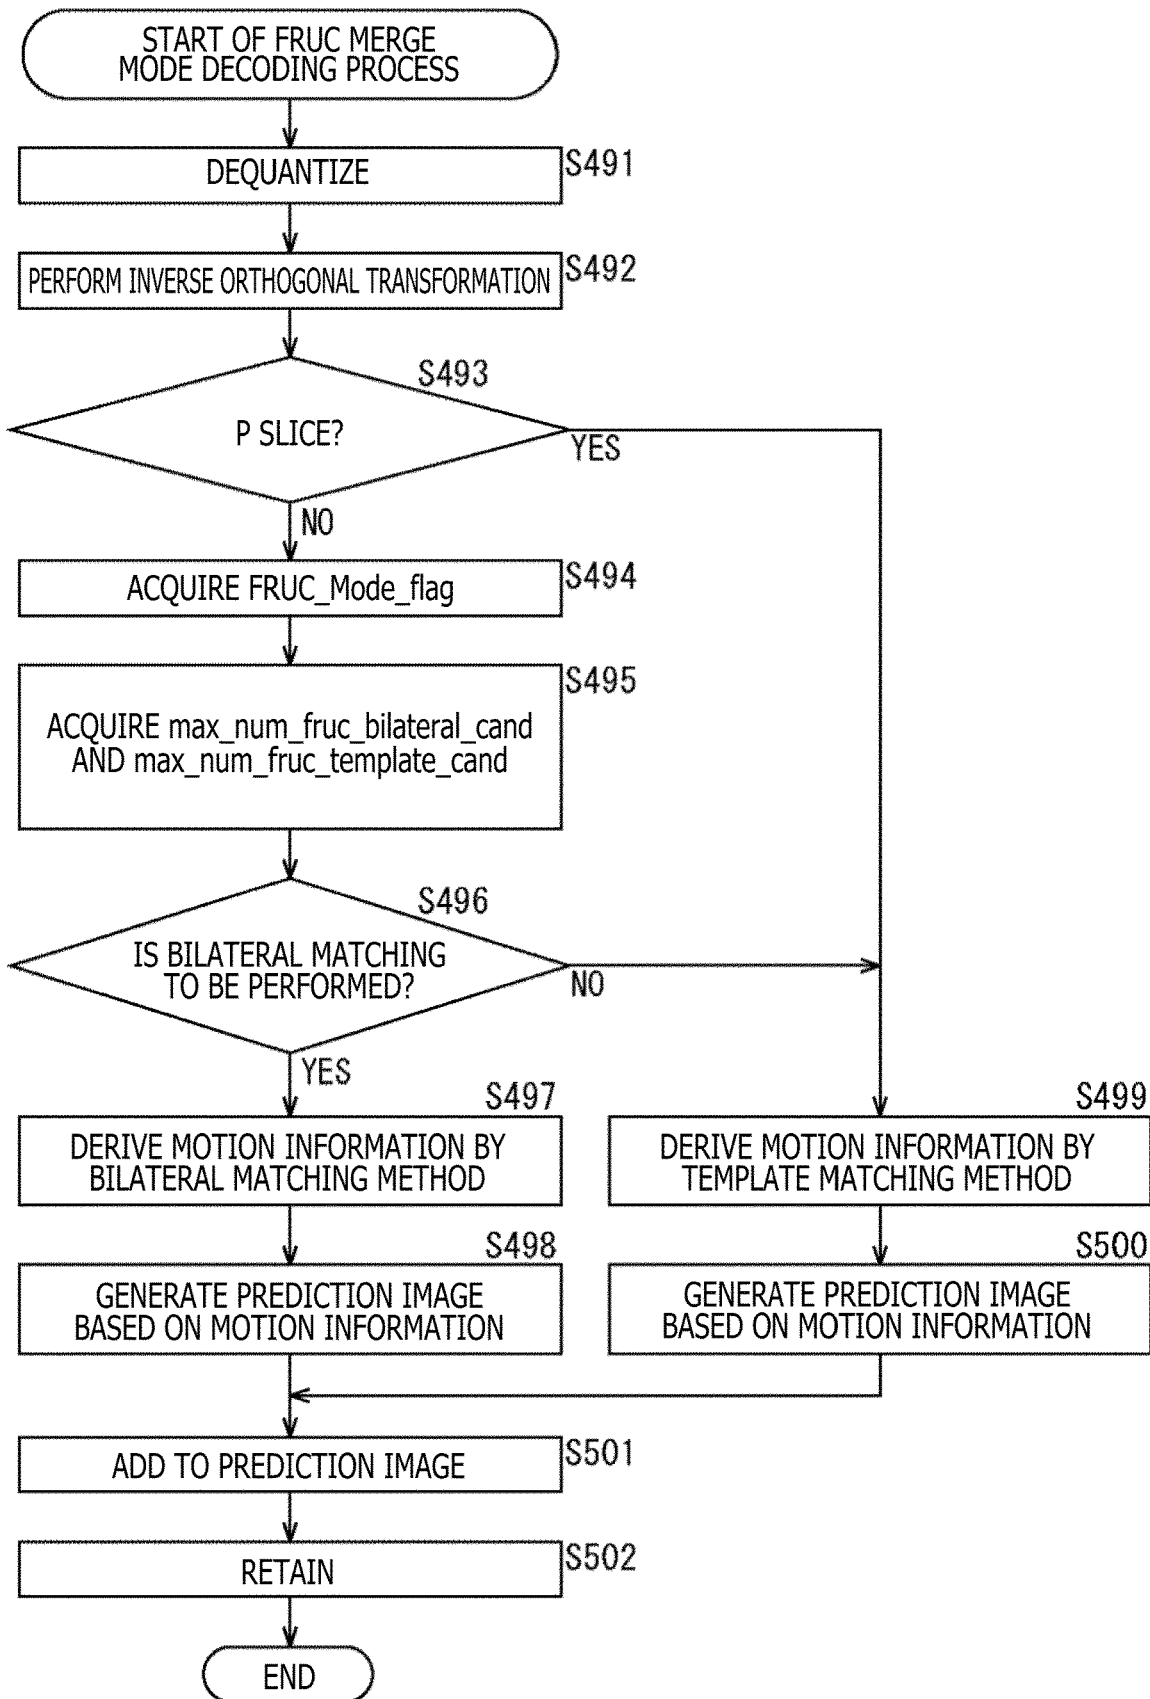 START OF FRUC MERGE
MODE DECODING PROCESS
DEQUANTIZE
S491
PERFORM INVERSE ORTHOGONAL TRANSFORMATION
S492
S493
P SLICE?
YES
NO
ACQUIRE FRUC_Mode_flag
S494
S495
ACQUIRE max_num_fruc_bilateral_cand
AND max_num_fruc_template_cand
S496
IS BILATERAL MATCHING
TO BE PERFORMED?
NO
YES
S497
DERIVE MOTION INFORMATION BY
BILATERAL MATCHING METHOD
S499
DERIVE MOTION INFORMATION BY
TEMPLATE MATCHING METHOD
S498
GENERATE PREDICTION IMAGE
BASED ON MOTION INFORMATION
S500
GENERATE PREDICTION IMAGE
BASED ON MOTION INFORMATION
ADD TO PREDICTION IMAGE
S501
RETAIN
S502
END